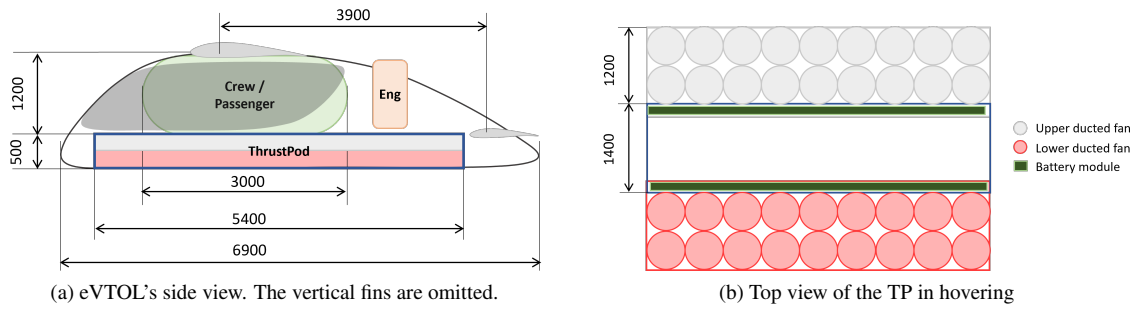 3900
1200
Crew /
Passenger
Eng
500
ThrustPod
3000
5400
6900
(a) eVTOL's side view. The vertical fins are omitted.
1200
1400
Upper ducted fan
Lower ducted fan
Battery module
(b) Top view of the TP in hovering